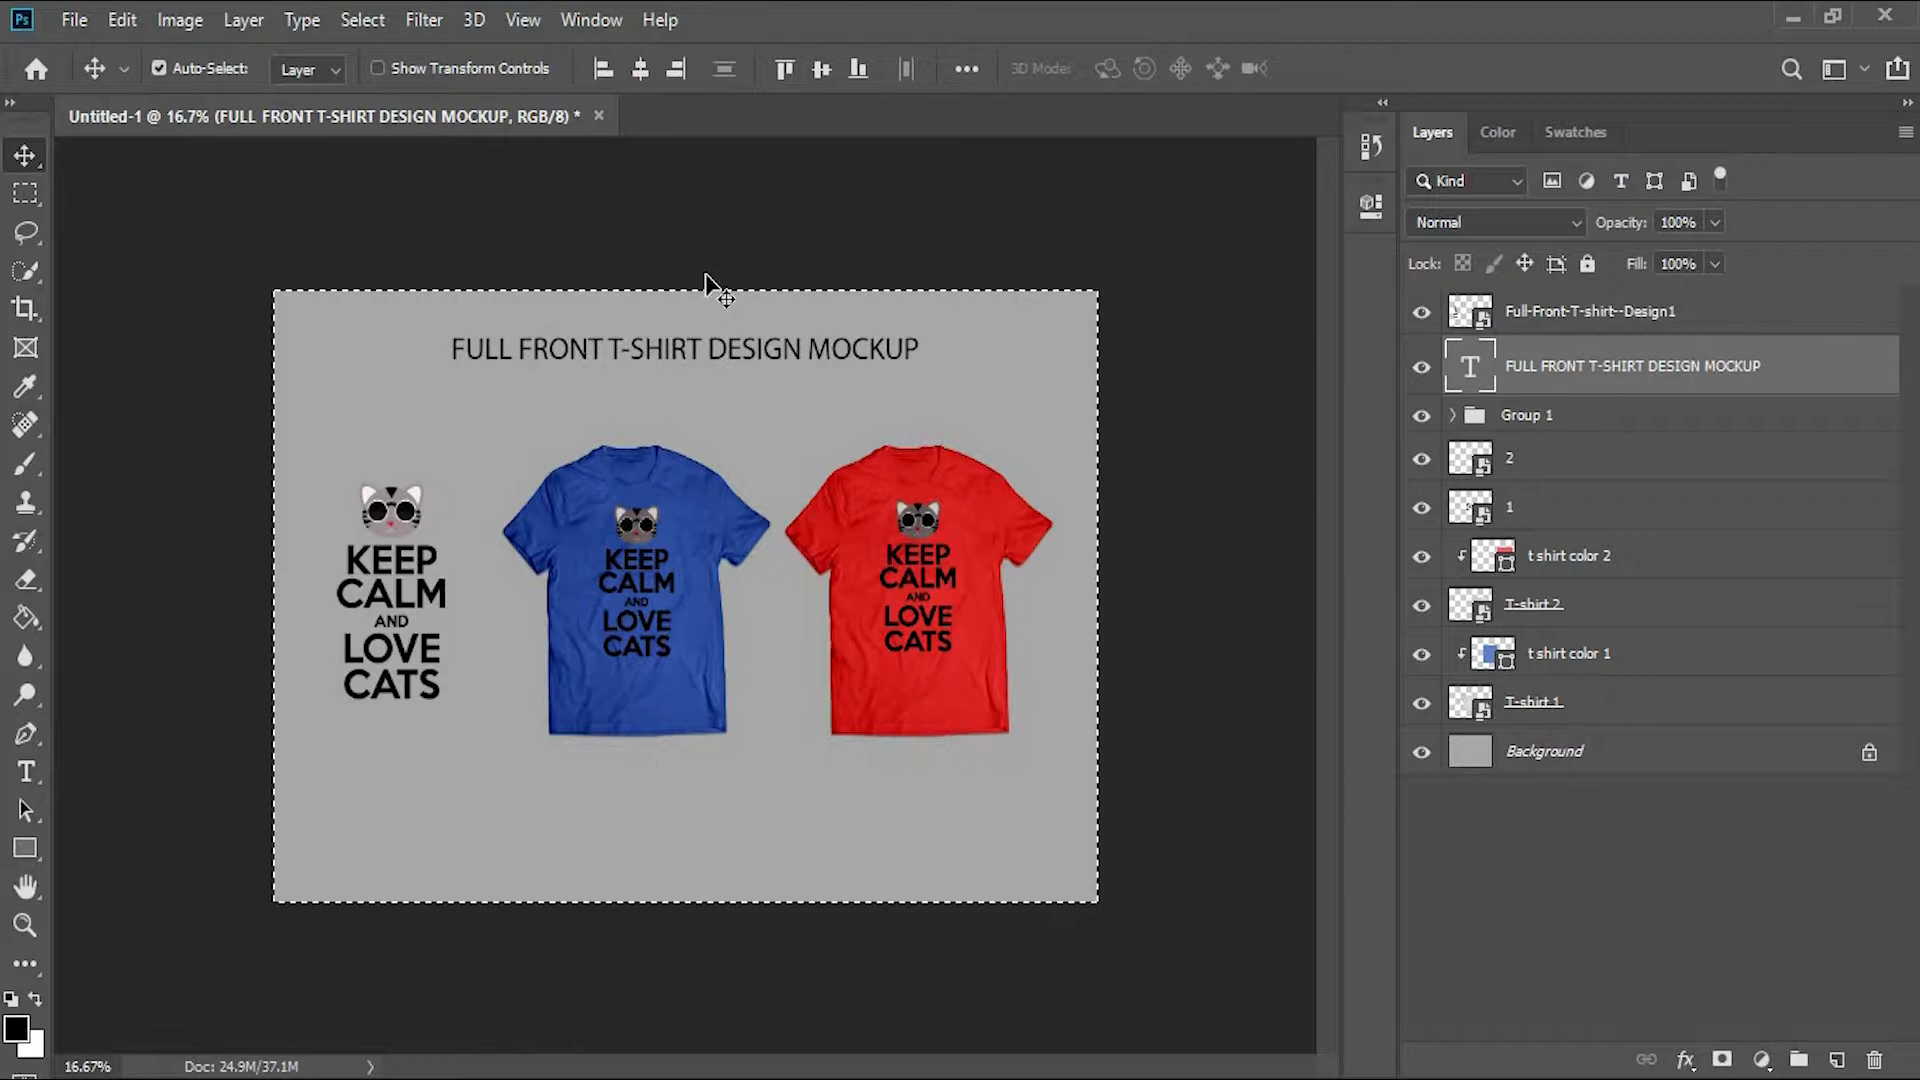 Ps File Edit Image Layer Type Select Filter 3D View Window Help
Auto-Select: Layer Show Transform Controls 3D Mode:
Untitled-1 @ 16.7% (FULL FRONT T-SHIRT DESIGN MOCKUP, RGB/8) *
FULL FRONT T-SHIRT DESIGN MOCKUP
KEEP
CALM
AND
LOVE
CATS
KEEP
CALM
AND
LOVE
CATS
KEEP
CALM
AND
LOVE
CATS
Layers Color Swatches
Kind
Normal Opacity: 100%
Lock: Fill: 100%
Full-Front-T-shirt--Design1
T FULL FRONT T-SHIRT DESIGN MOCKUP
Group 1
2
1
t shirt color 2
T-shirt 2
t shirt color 1
T-shirt 1
Background
16.67% Doc: 24.9M/37.1M
fx